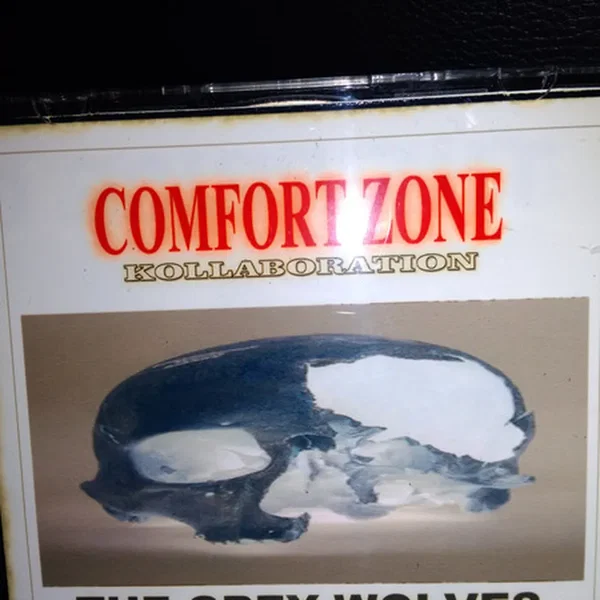 COMFORT ZONE
KOLLABORATION
THE GREY WOLVES